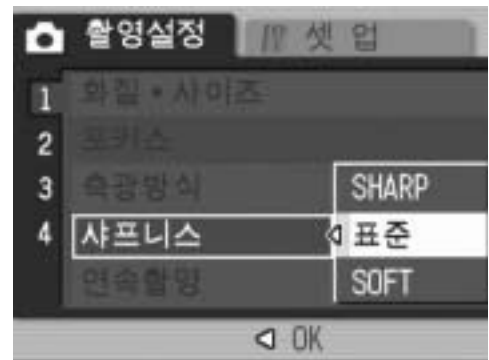 촬영설정 셋 업
1 화질 • 사이즈
2 포커스
3 측광방식 SHARP
4 샤프니스 표준
연속촬영 SOFT
OK